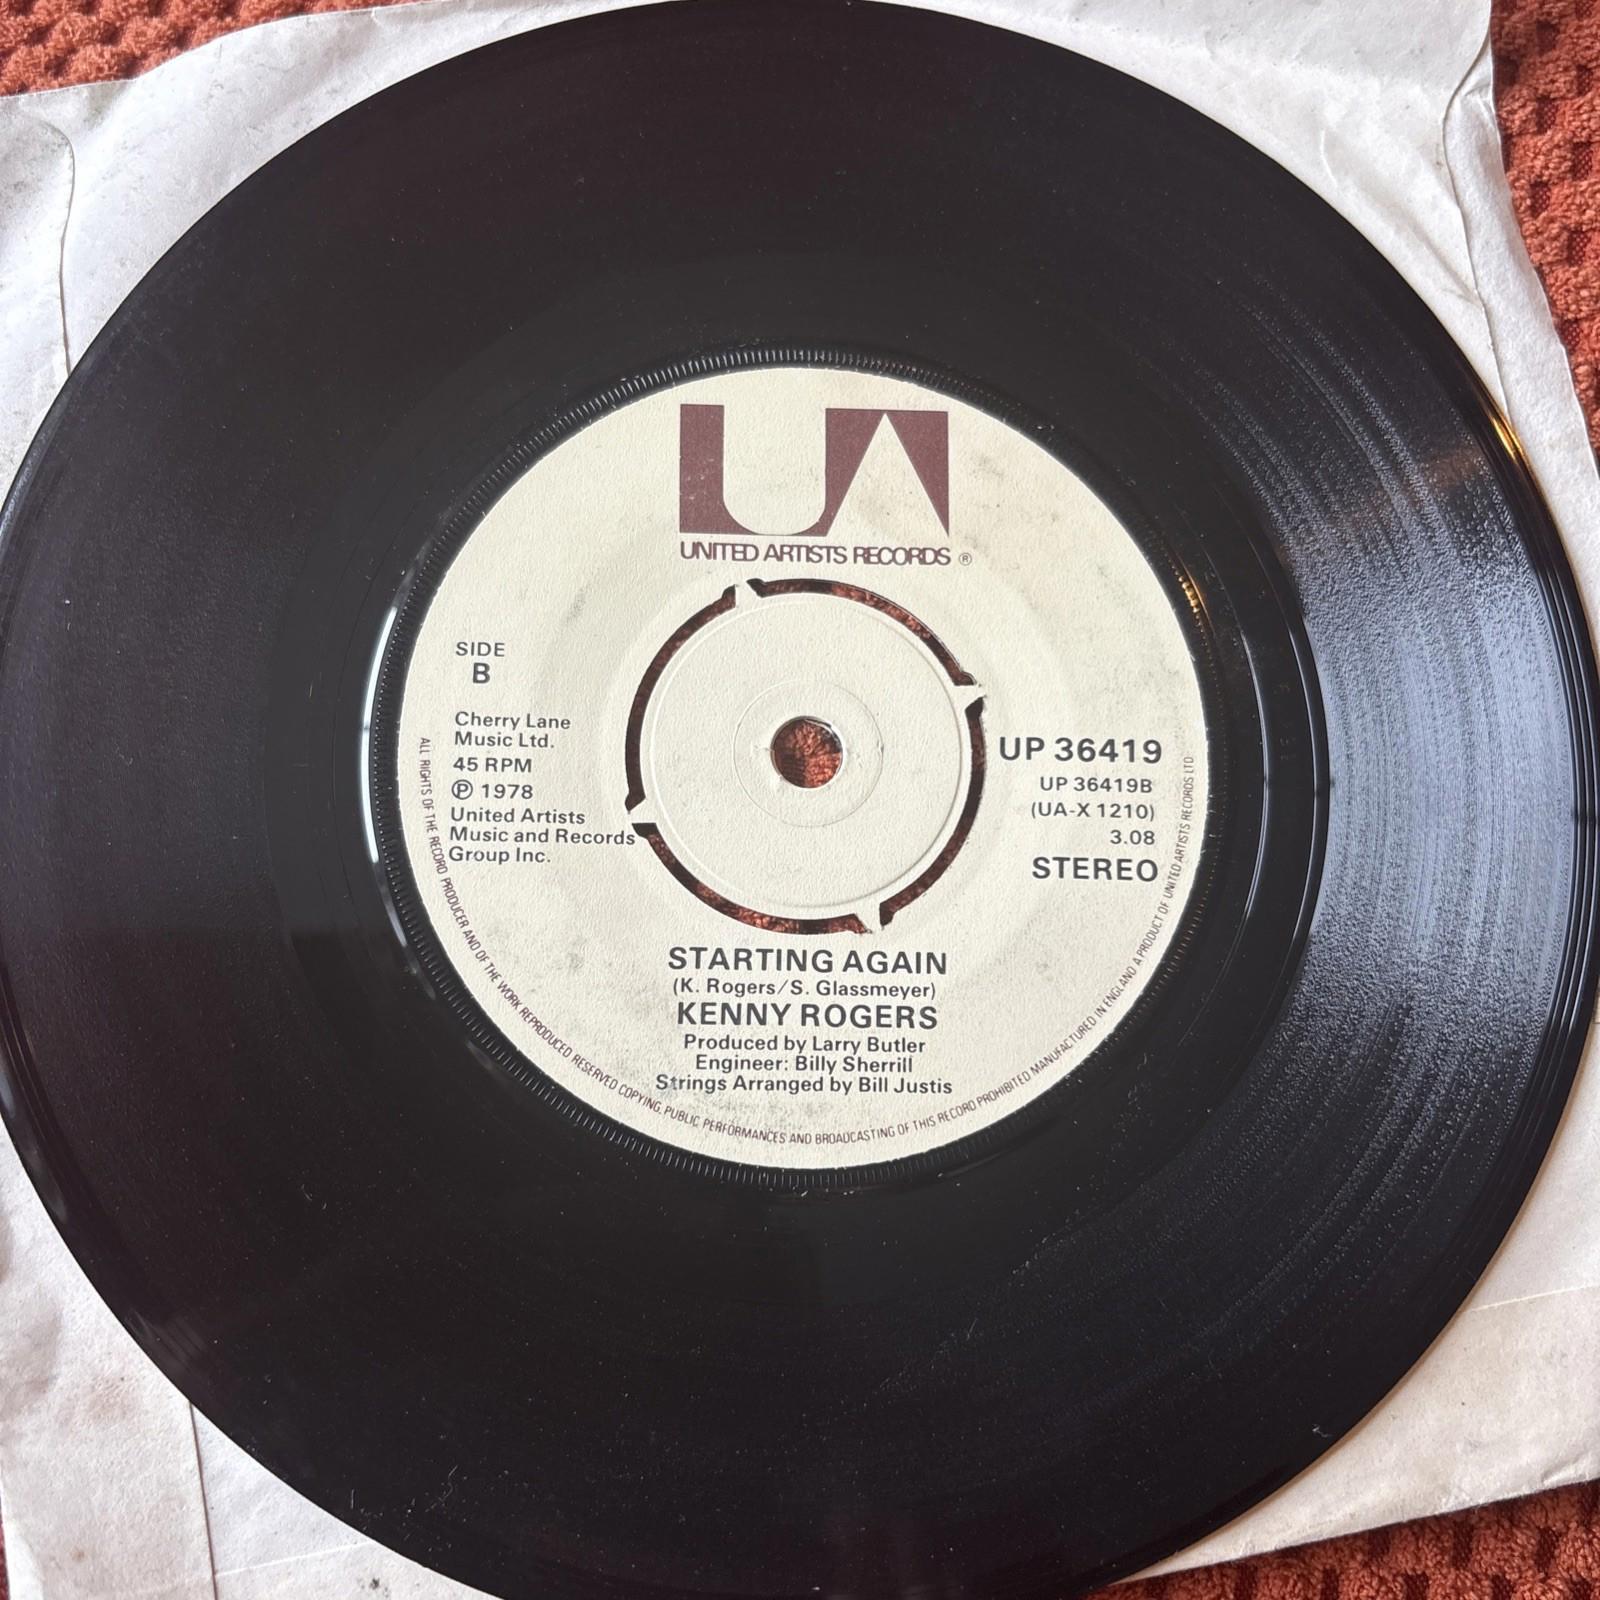 UA
UNITED ARTISTS RECORDS ®
SIDE
B
Cherry Lane
Music Ltd.
45 RPM
Ⓟ 1978
United Artists
Music and Records
Group Inc.
UP 36419
UP 36419B
(UA-X 1210)
3.08
STEREO
STARTING AGAIN
(K. Rogers/S. Glassmeyer)
KENNY ROGERS
Produced by Larry Butler
Engineer: Billy Sherrill
Strings Arranged by Bill Justis
ALL RIGHTS OF THE RECORD PRODUCER AND OF THE WORK REPRODUCED RESERVED COPYING, PUBLIC PERFORMANCES AND BROADCASTING OF THIS RECORD PROHIBITED MANUFACTURED IN ENGLAND A PRODUCT OF UNITED ARTISTS RECORDS LTD